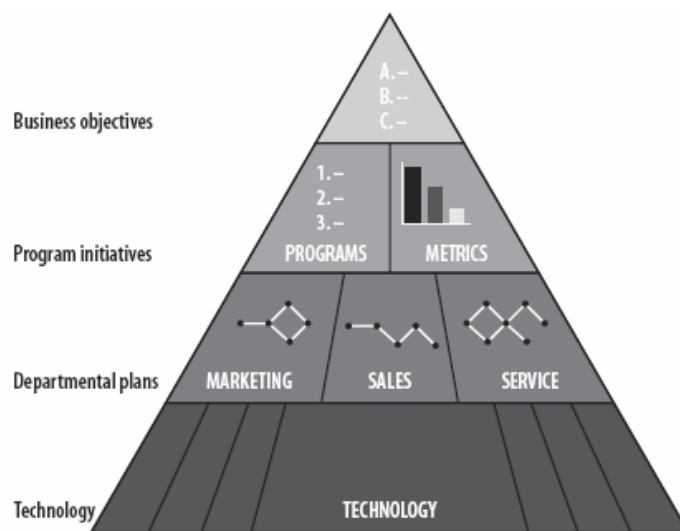 A. –
B. --
C. –
Business objectives
1. –
2. –
3. –
PROGRAMS METRICS
Program initiatives
MARKETING SALES SERVICE
Departmental plans
TECHNOLOGY
Technology